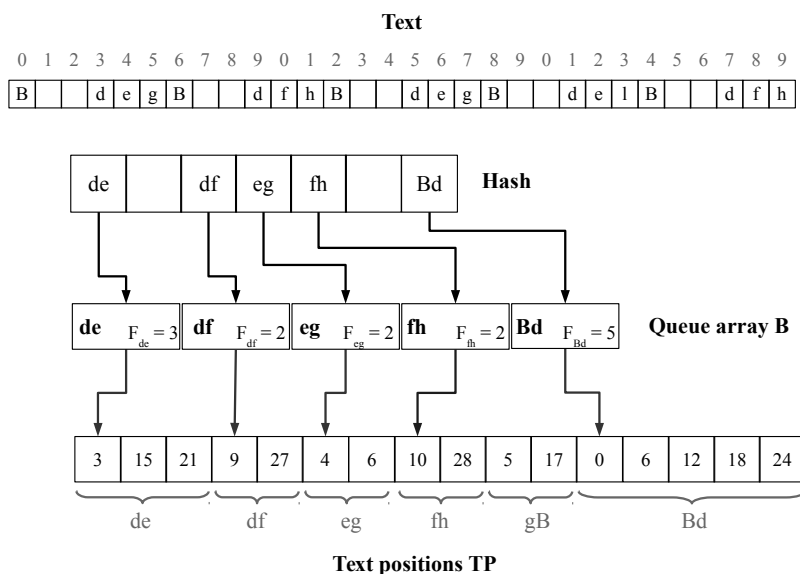 Text
0 1 2 3 4 5 6 7 8 9 0 1 2 3 4 5 6 7 8 9 0 1 2 3 4 5 6 7 8 9
B d e g B d f h B d e g B d e l B d f h
de df eg fh Bd Hash
de F_de = 3 df F_df = 2 eg F_eg = 2 fh F_fh = 2 Bd F_Bd = 5 Queue array B
3 15 21 9 27 4 6 10 28 5 17 0 6 12 18 24
de df eg fh gB Bd
Text positions TP